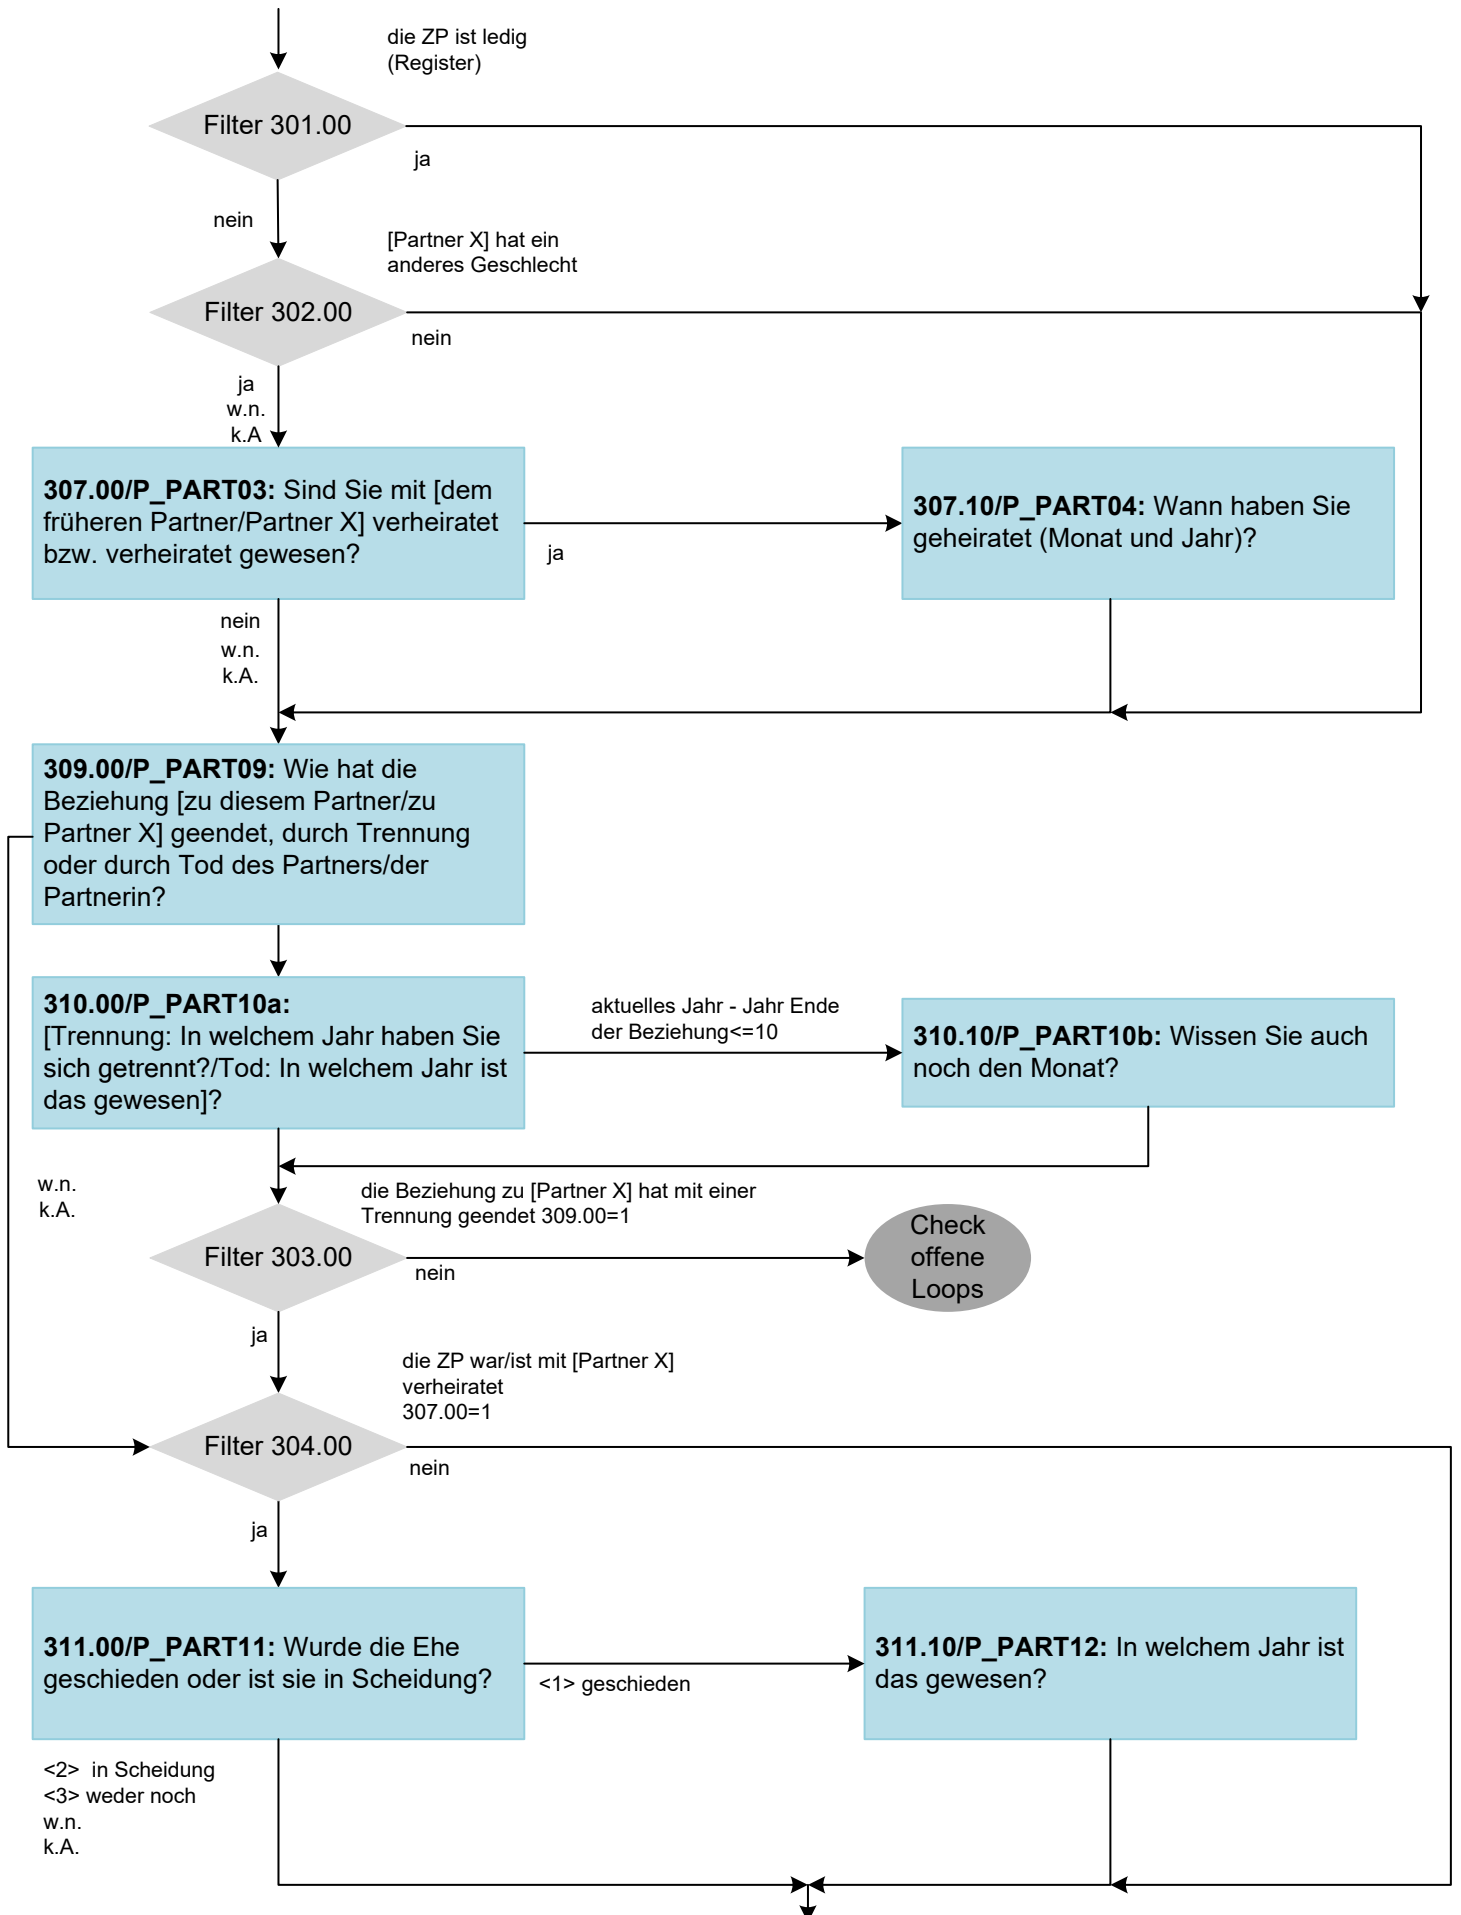 die ZP ist ledig
(Register)
Filter 301.00
ja
nein
[Partner X] hat ein
anderes Geschlecht
Filter 302.00
nein
ja
w.n.
k.A
307.00/P_PART03: Sind Sie mit [dem
früheren Partner/Partner X] verheiratet
bzw. verheiratet gewesen?
ja
307.10/P_PART04: Wann haben Sie
geheiratet (Monat und Jahr)?
nein
w.n.
k.A.
309.00/P_PART09: Wie hat die
Beziehung [zu diesem Partner/zu
Partner X] geendet, durch Trennung
oder durch Tod des Partners/der
Partnerin?
310.00/P_PART10a:
[Trennung: In welchem Jahr haben Sie
sich getrennt?/Tod: In welchem Jahr ist
das gewesen]?
aktuelles Jahr - Jahr Ende
der Beziehung<=10
310.10/P_PART10b: Wissen Sie auch
noch den Monat?
w.n.
k.A.
die Beziehung zu [Partner X] hat mit einer
Trennung geendet 309.00=1
Filter 303.00
nein
Check
offene
Loops
ja
die ZP war/ist mit [Partner X]
verheiratet
307.00=1
Filter 304.00
nein
ja
311.00/P_PART11: Wurde die Ehe
geschieden oder ist sie in Scheidung?
<1> geschieden
311.10/P_PART12: In welchem Jahr ist
das gewesen?
<2>  in Scheidung
<3> weder noch
w.n.
k.A.